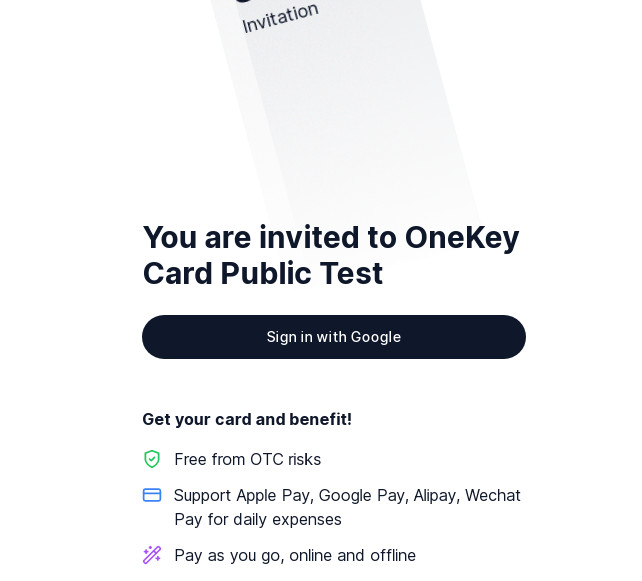 Invitation
You are invited to OneKey
Card Public Test
Sign in with Google
Get your card and benefit!
Free from OTC risks
Support Apple Pay, Google Pay, Alipay, Wechat
Pay for daily expenses
Pay as you go, online and offline